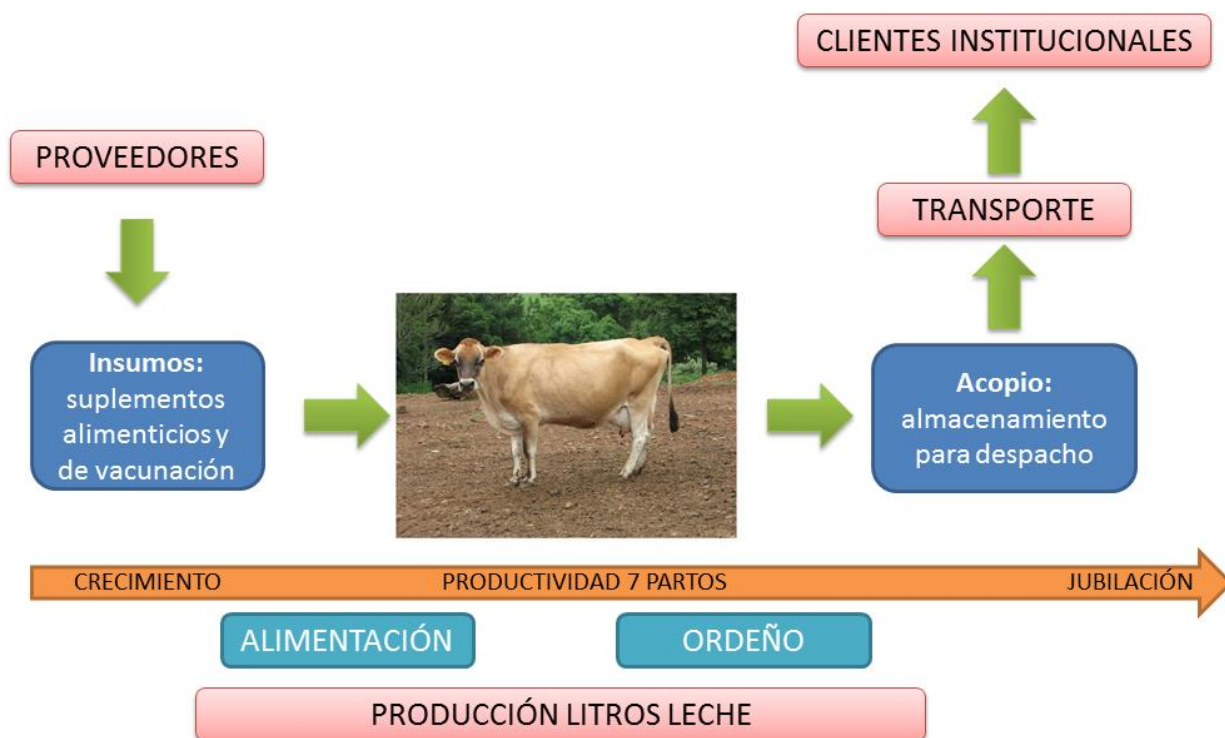 CLIENTES INSTITUCIONALES
PROVEEDORES
TRANSPORTE
Insumos:
suplementos
alimenticios y
de vacunación
Acopio:
almacenamiento
para despacho
CRECIMIENTO
PRODUCTIVIDAD 7 PARTOS
JUBILACIÓN
ALIMENTACIÓN
ORDEÑO
PRODUCCIÓN LITROS LECHE